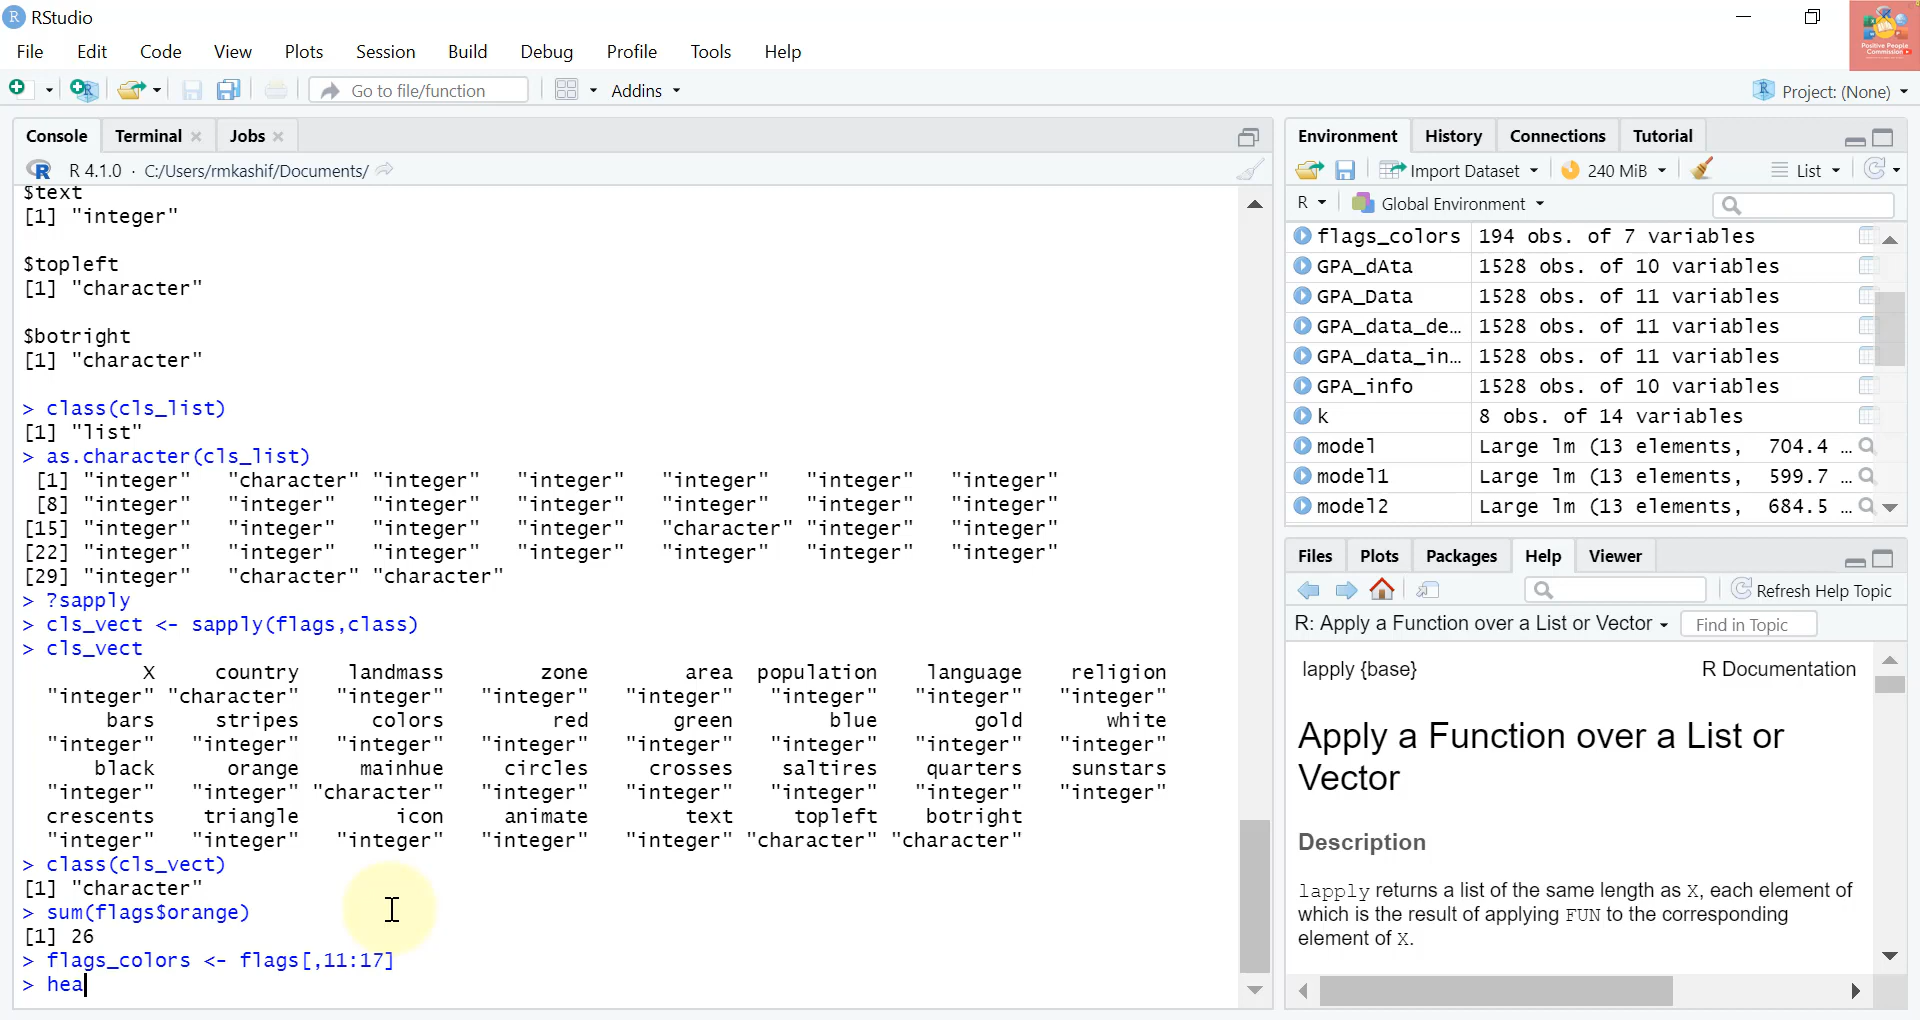 RStudio
File Edit Code View Plots Session Build Debug Profile Tools Help
Go to file/function Addins Project: (None)
Positive People
Commission
Console Terminal Jobs
R 4.1.0 · C:/Users/rmkashif/Documents/
$text
[1] "integer"
$topleft
[1] "character"
$botright
[1] "character"
> class(cls_list)
[1] "list"
> as.character(cls_list)
[1] "integer" "character" "integer" "integer" "integer" "integer" "integer"
[8] "integer" "integer" "integer" "integer" "integer" "integer" "integer"
[15] "integer" "integer" "integer" "integer" "character" "integer" "integer"
[22] "integer" "integer" "integer" "integer" "integer" "integer" "integer"
[29] "integer" "character" "character"
> ?sapply
> cls_vect <- sapply(flags,class)
> cls_vect
X country landmass zone area population language religion
"integer" "character" "integer" "integer" "integer" "integer" "integer" "integer"
bars stripes colors red green blue gold white
"integer" "integer" "integer" "integer" "integer" "integer" "integer" "integer"
black orange mainhue circles crosses saltires quarters sunstars
"integer" "integer" "character" "integer" "integer" "integer" "integer" "integer"
crescents triangle icon animate text topleft botright
"integer" "integer" "integer" "integer" "integer" "character" "character"
> class(cls_vect)
[1] "character"
> sum(flags$orange)
[1] 26
> flags_colors <- flags[,11:17]
> hea
Environment History Connections Tutorial
Import Dataset 240 MiB List
R Global Environment
flags_colors 194 obs. of 7 variables
GPA_dAta 1528 obs. of 10 variables
GPA_Data 1528 obs. of 11 variables
GPA_data_de… 1528 obs. of 11 variables
GPA_data_in… 1528 obs. of 11 variables
GPA_info 1528 obs. of 10 variables
k 8 obs. of 14 variables
model Large lm (13 elements, 704.4 …
model1 Large lm (13 elements, 599.7 …
model2 Large lm (13 elements, 684.5 …
Files Plots Packages Help Viewer
Refresh Help Topic
R: Apply a Function over a List or Vector Find in Topic
lapply {base} R Documentation
Apply a Function over a List or
Vector
Description
lapply returns a list of the same length as X, each element of
which is the result of applying FUN to the corresponding
element of X.